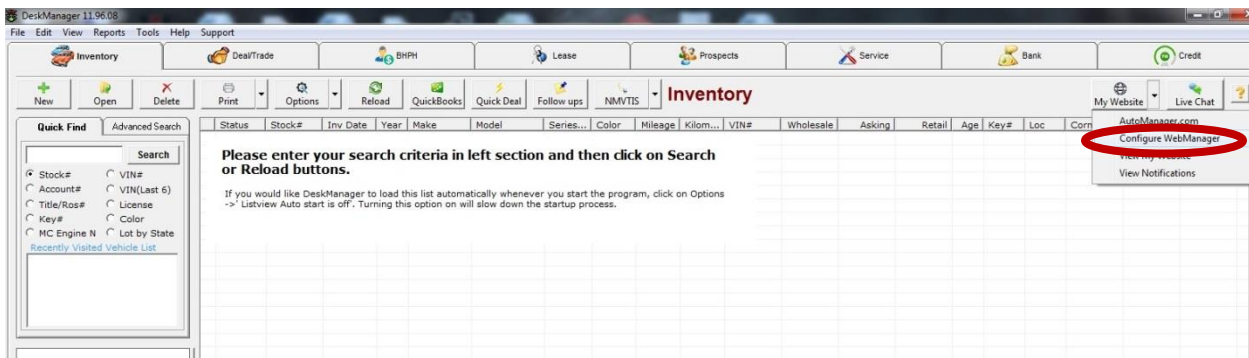 DeskManager 11.96.08
File Edit View Reports Tools Help Support
Inventory Deal/Trade BHPH Lease Prospects Service Bank Credit
New Open Delete Print Options Reload QuickBooks Quick Deal Follow ups NMVTIS Inventory My Website Live Chat ?
Quick Find Advanced Search Status Stock# Inv Date Year Make Model Series... Color Mileage Kilom... VIN# Wholesale Asking Retail Age Key# Loc
AutoManager.com
Configure WebManager
View My Website
View Notifications
Search
Stock# VIN#
Account# VIN(Last 6)
Title/Ros# License
Key# Color
MC Engine N Lot by State
Recently Visited Vehicle List
Please enter your search criteria in left section and then click on Search
or Reload buttons.
If you would like DeskManager to load this list automatically whenever you start the program, click on Options
->' Listview Auto start is off'. Turning this option on will slow down the startup process.